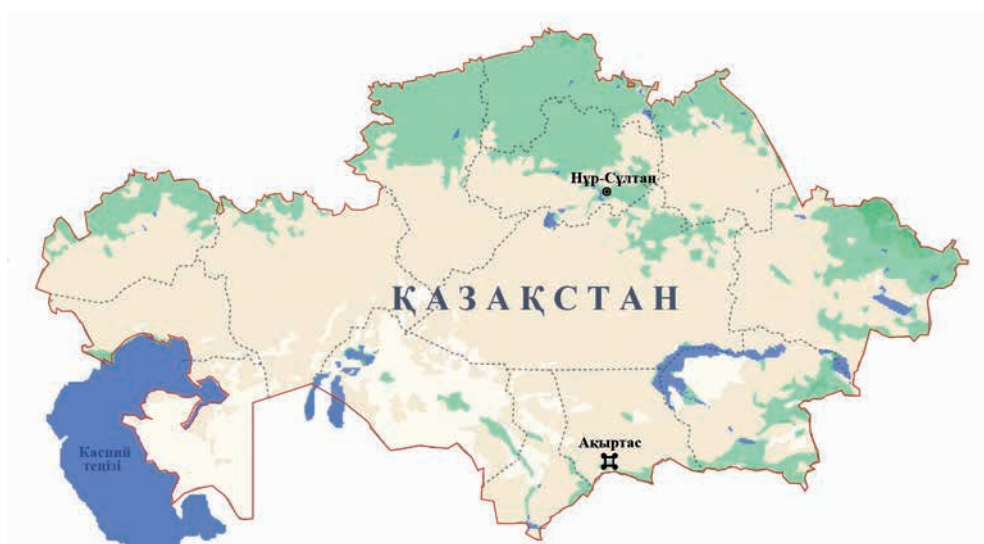 Нұр-Сұлтан
ҚАЗАҚСТАН
Ақыртас
Каспий
теңізі